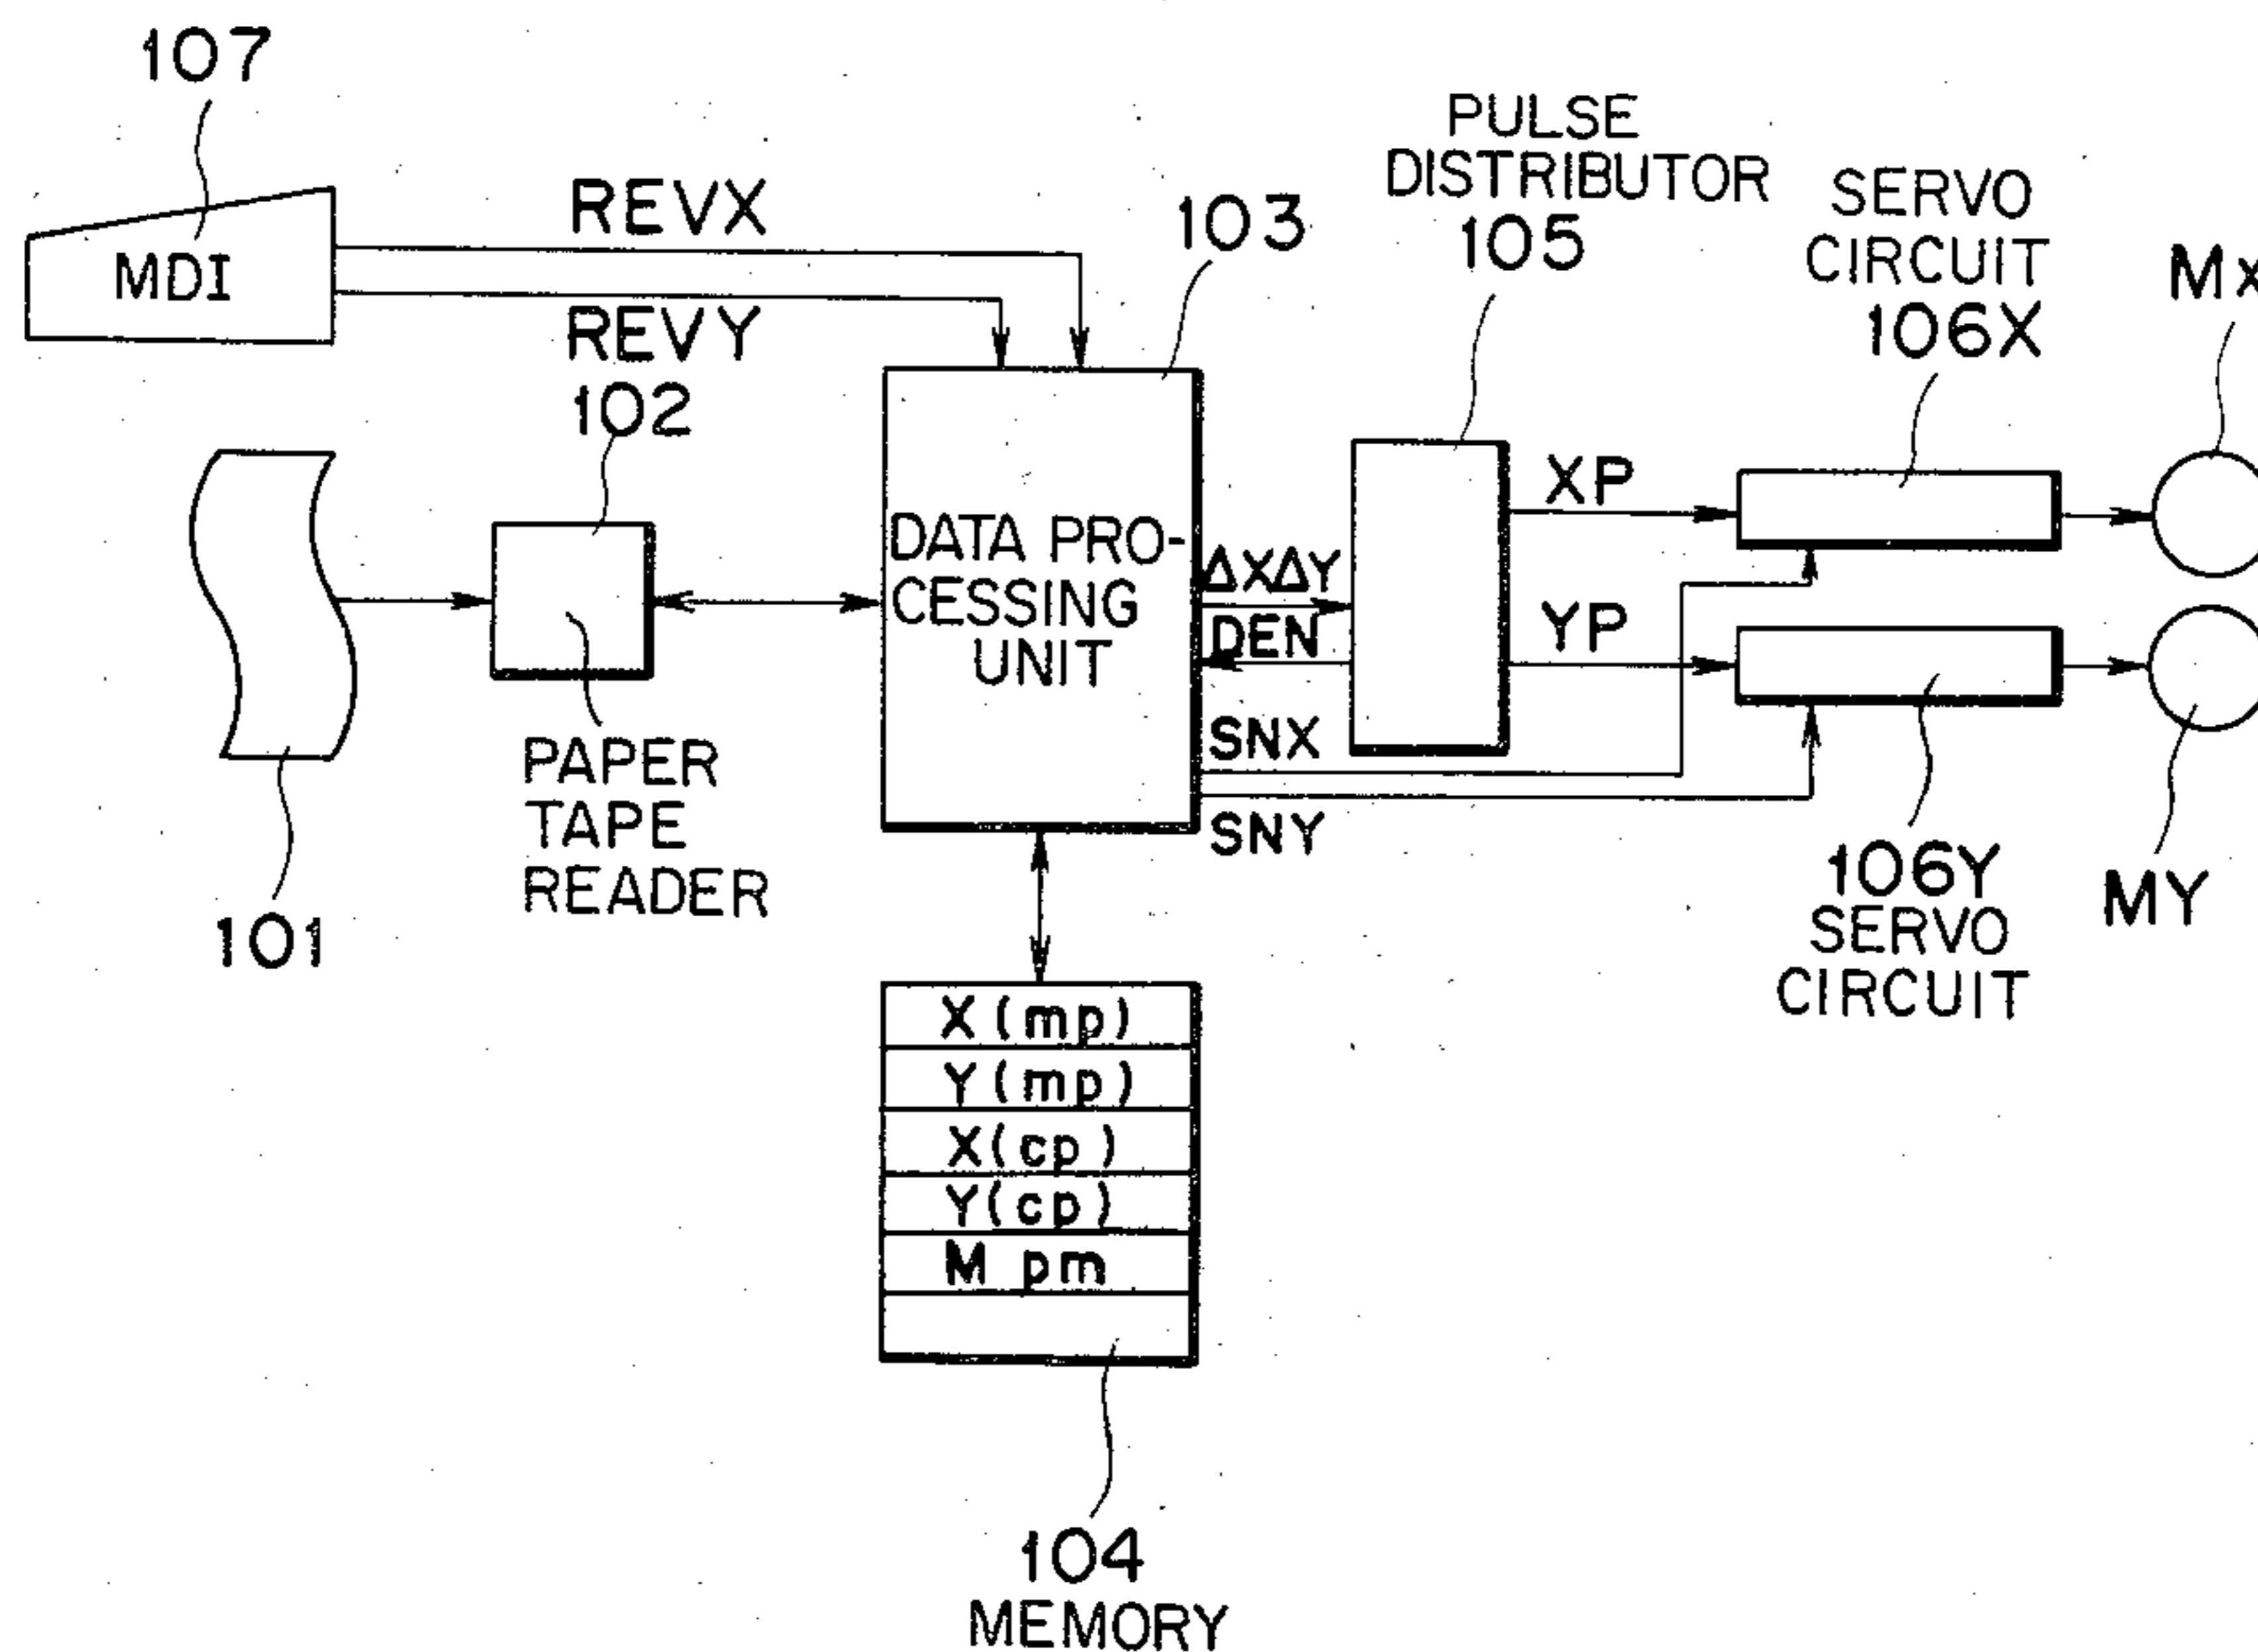 107
MDI
REVX
REVY
103
PULSE
DISTRIBUTOR
105
SERVO
CIRCUIT
106X
Mx
102
PAPER
TAPE
READER
101
DATA PRO-
CESSING
UNIT
ΔXΔY
DEN
SNX
SNY
XP
YP
106Y
SERVO
CIRCUIT
MY
X(mp)
Y(mp)
X(cp)
Y(cp)
M pm
104
MEMORY